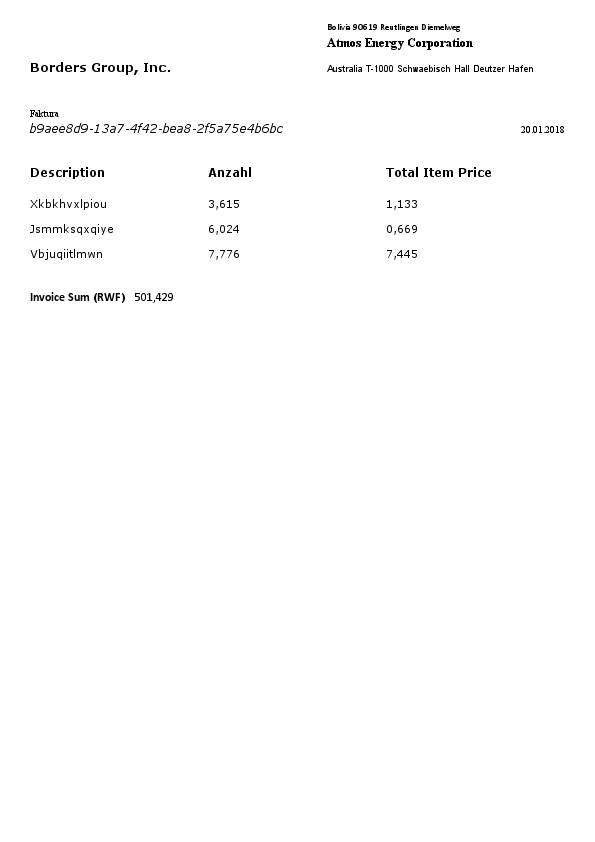 Bolivia 90619 Reutlingen Diemelweg
Atmos Energy Corporation
Borders Group, Inc.
Australia T-1000 Schwaebisch Hall Deutzer Hafen
Faktura
b9aee8d9-13a7-4f42-bea8-2f5a75e4b6bc
20.01.2018
Description Anzahl Total Item Price
Xkbkhvxlpiou 3,615 1,133
Jsmmksqxqiye 6,024 0,669
Vbjuqiitlmwn 7,776 7,445
Invoice Sum (RWF) 501,429